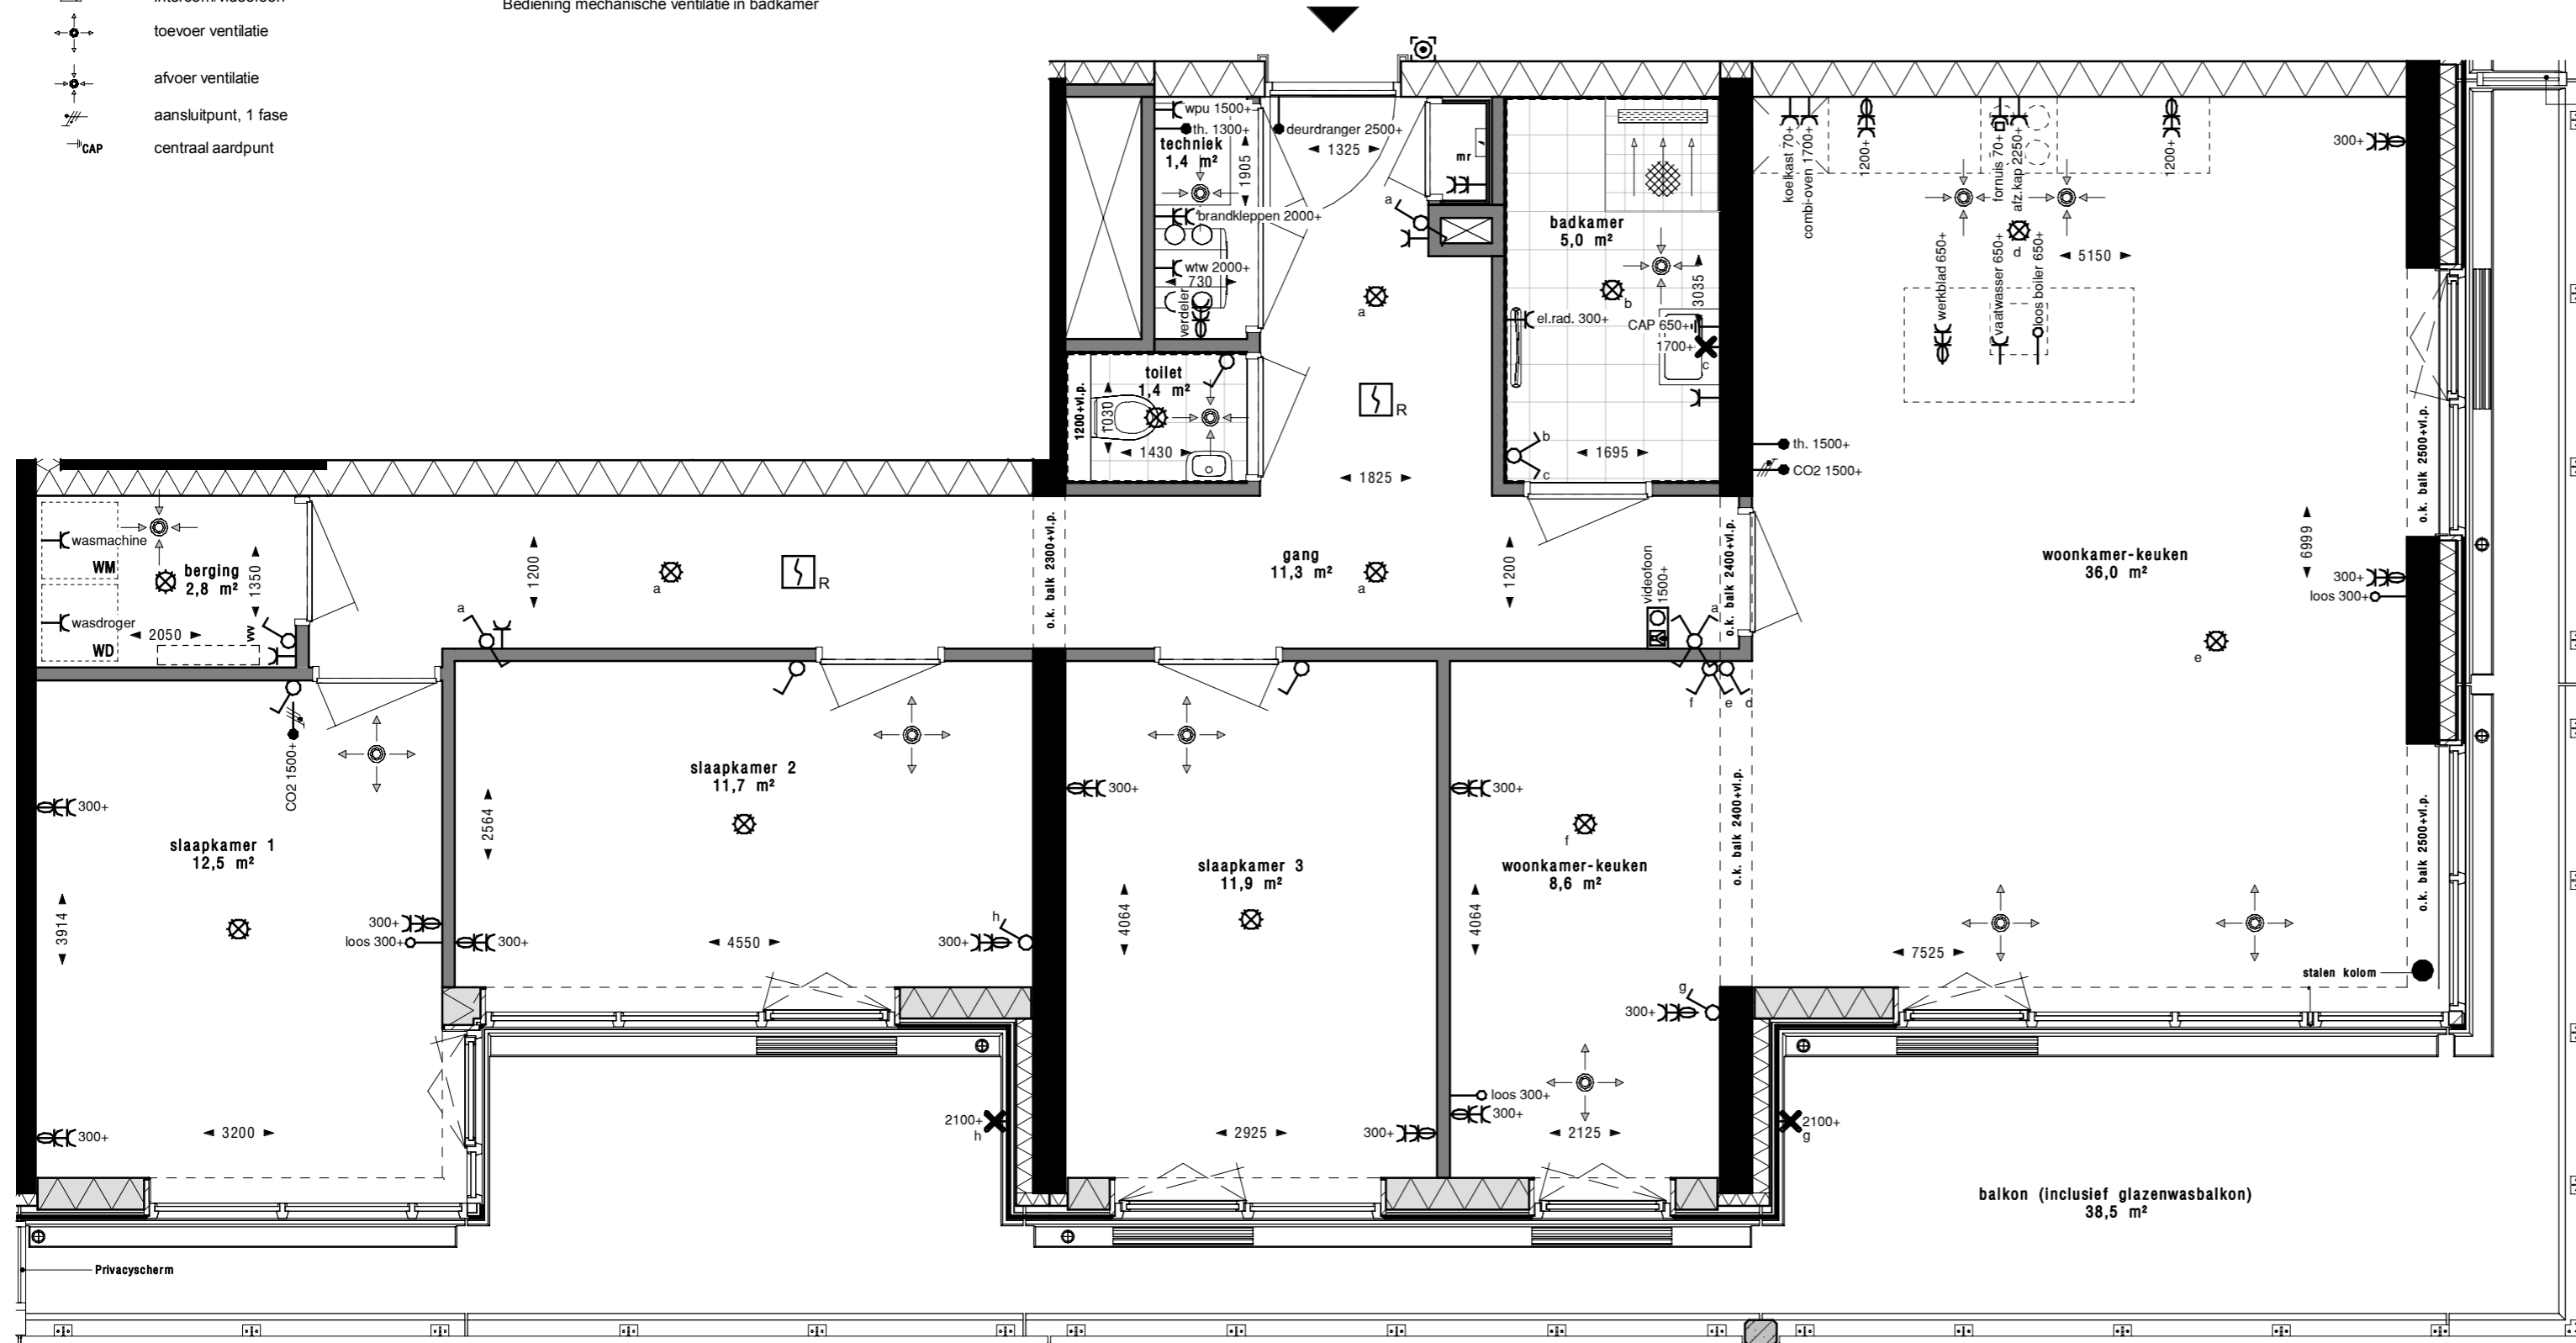 Bediening mechanische ventilatie in badkamer
toevoer ventilatie
afvoer ventilatie
aansluitpunt, 1 fase
CAP centraal aardpunt
wpu 1500+
th. 1300+
techniek
1,4 m²
1905
brandkleppen 2000+
wtw 2000+
730
verdeler
deurdranger 2500+
1325
mr
a
a
toilet
1,4 m²
1200+vl.p.
1030
1430
R
1825
badkamer
5,0 m²
b
3035
el.rad. 300+
CAP 650+
1700+
c
b
c
1695
koelkast 70+
combi-oven 1700+
1200+
fornuis 70+
afz.kap 2250+
1200+
300+
d
werkblad 650+
vaatwasser 650+
loos boiler 650+
5150
th. 1500+
CO2 1500+
o.k. balk 2500+vl.p.
wasmachine
WM
berging
2,8 m²
1350
wasdroger
WD
2050
vv
1200
a
R
a
o.k. balk 2300+vl.p.
gang
11,3 m²
a
1200
videofoon
1500+
a
o.k. balk 2400+vl.p.
woonkamer-keuken
36,0 m²
6999
300+
loos 300+
e
f
e
d
CO2 1500+
300+
slaapkamer 1
12,5 m²
3914
300+
loos 300+
300+
3200
slaapkamer 2
11,7 m²
2564
300+
4550
h
300+
300+
slaapkamer 3
11,9 m²
4064
2925
300+
300+
f
woonkamer-keuken
8,6 m²
4064
g
300+
loos 300+
300+
2125
o.k. balk 2400+vl.p.
7525
stalen kolom
o.k. balk 2500+vl.p.
2100+
h
2100+
g
balkon (inclusief glazenwasbalkon)
38,5 m²
Privacyscherm